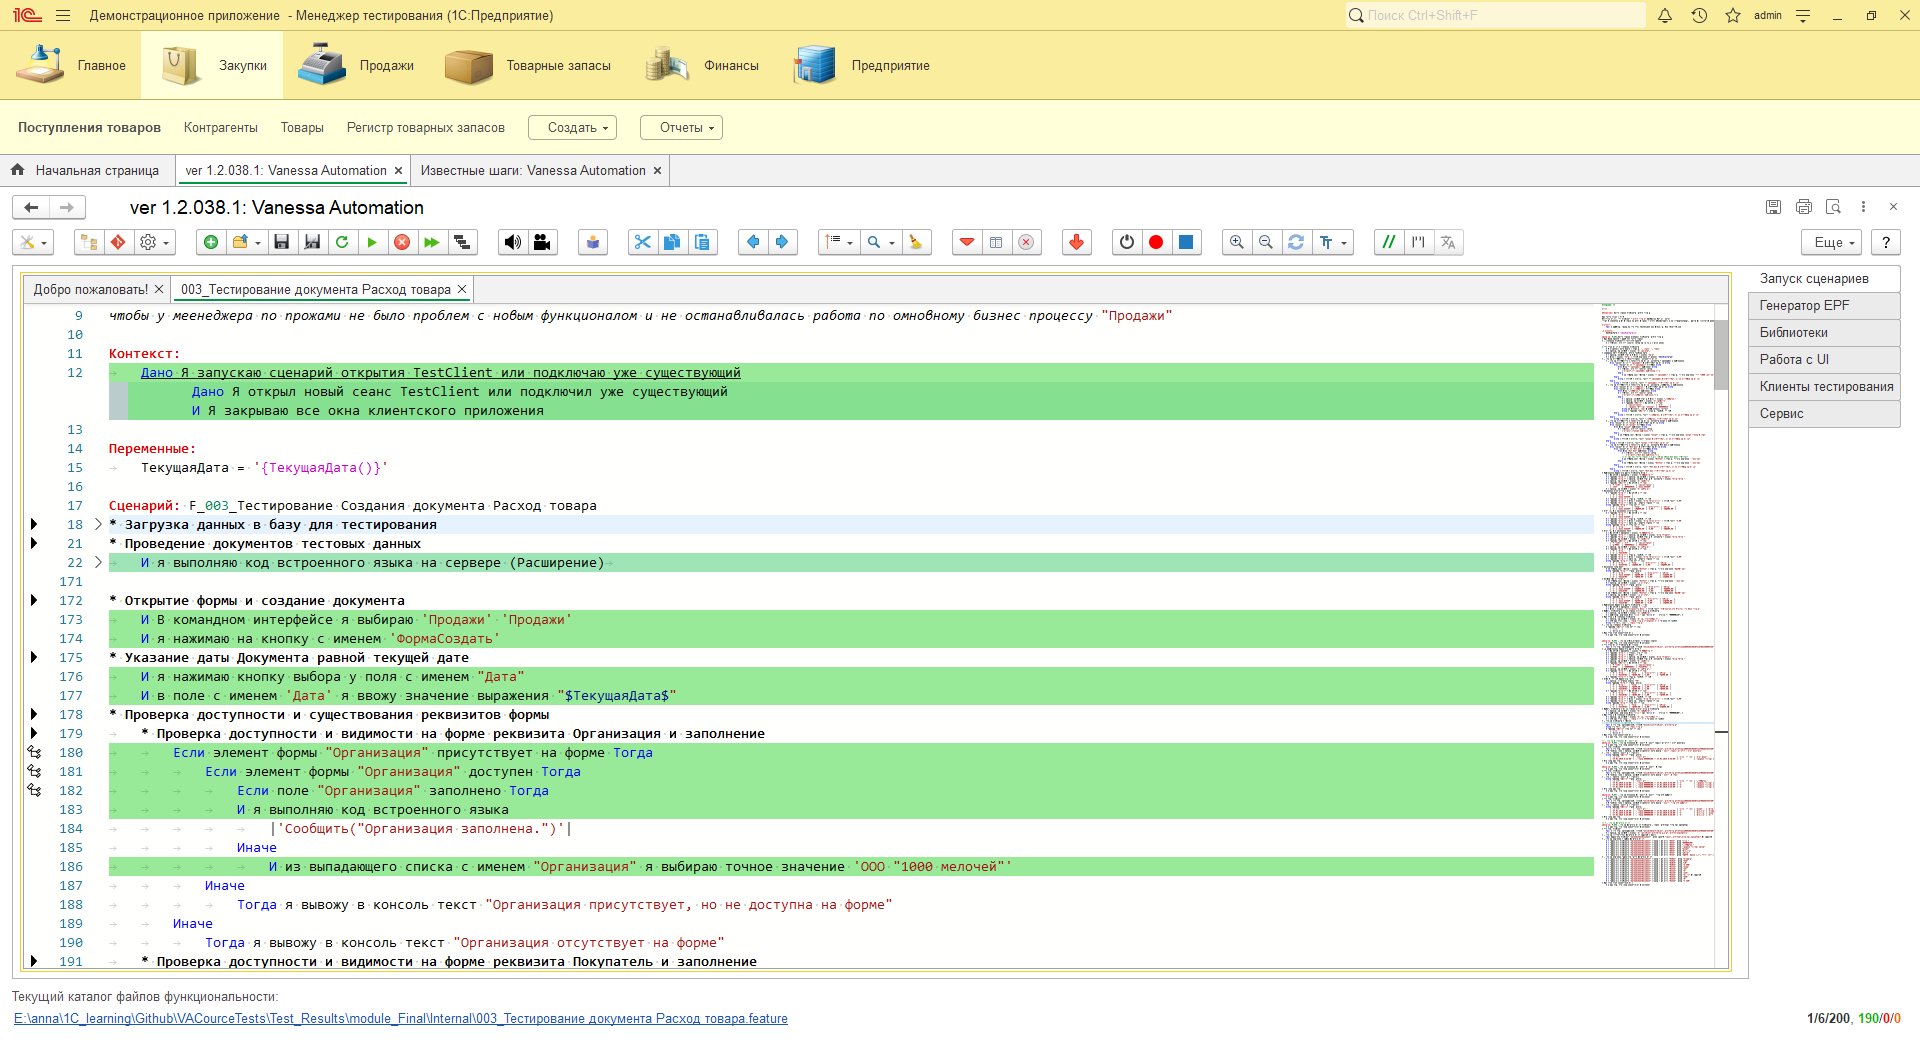 Демонстрационное приложение - Менеджер тестирования (1С:Предприятие)
Поиск Ctrl+Shift+F
admin
Главное
Закупки
Продажи
Товарные запасы
Финансы
Предприятие
Поступления товаров
Контрагенты
Товары
Регистр товарных запасов
Создать
Отчеты
Начальная страница
ver 1.2.038.1: Vanessa Automation
Известные шаги: Vanessa Automation
ver 1.2.038.1: Vanessa Automation
Еще
?
Добро пожаловать!
003_Тестирование документа Расход товара
9 чтобы у меенеджера по прожами не было проблем с новым функционалом и не останавливалась работа по омновному бизнес процессу "Продажи"
10
11 Контекст:
12 Дано Я запускаю сценарий открытия TestClient или подключаю уже существующий
Дано Я открыл новый сеанс TestClient или подключил уже существующий
И Я закрываю все окна клиентского приложения
13
14 Переменные:
15 ТекущаяДата = '{ТекущаяДата()}'
16
17 Сценарий: F_003_Тестирование Создания документа Расход товара
18 * Загрузка данных в базу для тестирования
21 * Проведение документов тестовых данных
22 И я выполняю код встроенного языка на сервере (Расширение)
171
172 * Открытие формы и создание документа
173 И В командном интерфейсе я выбираю 'Продажи' 'Продажи'
174 И я нажимаю на кнопку с именем 'ФормаСоздать'
175 * Указание даты Документа равной текущей дате
176 И я нажимаю кнопку выбора у поля с именем "Дата"
177 И в поле с именем 'Дата' я ввожу значение выражения "$ТекущаяДата$"
178 * Проверка доступности и существования реквизитов формы
179 * Проверка доступности и видимости на форме реквизита Организация и заполнение
180 Если элемент формы "Организация" присутствует на форме Тогда
181 Если элемент формы "Организация" доступен Тогда
182 Если поле "Организация" заполнено Тогда
183 И я выполняю код встроенного языка
184 |'Сообщить("Организация заполнена.")'|
185 Иначе
186 И из выпадающего списка с именем "Организация" я выбираю точное значение 'ООО "1000 мелочей"'
187 Иначе
188 Тогда я вывожу в консоль текст "Организация присутствует, но не доступна на форме"
189 Иначе
190 Тогда я вывожу в консоль текст "Организация отсутствует на форме"
191 * Проверка доступности и видимости на форме реквизита Покупатель и заполнение
Запуск сценариев
Генератор EPF
Библиотеки
Работа с UI
Клиенты тестирования
Сервис
Текущий каталог файлов функциональности:
E:\anna\1C_learning\Github\VACourceTests\Test_Results\module_Final\Internal\003_Тестирование документа Расход товара.feature
1/6/200, 190/0/0